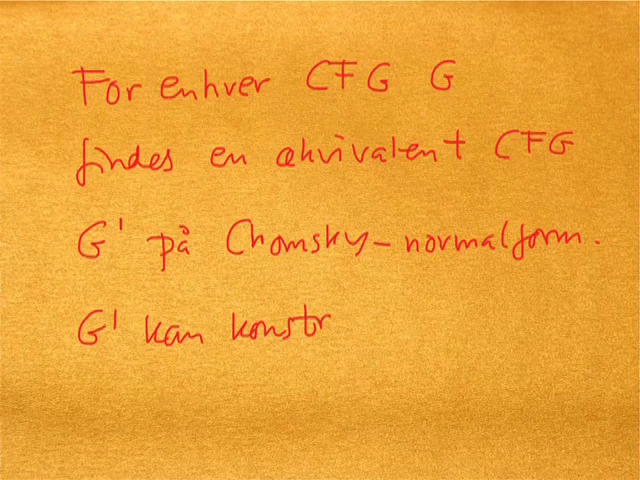 For enhver CFG G
findes en ækvivalent CFG
G' på Chomsky-normalform.
G' kan konstr